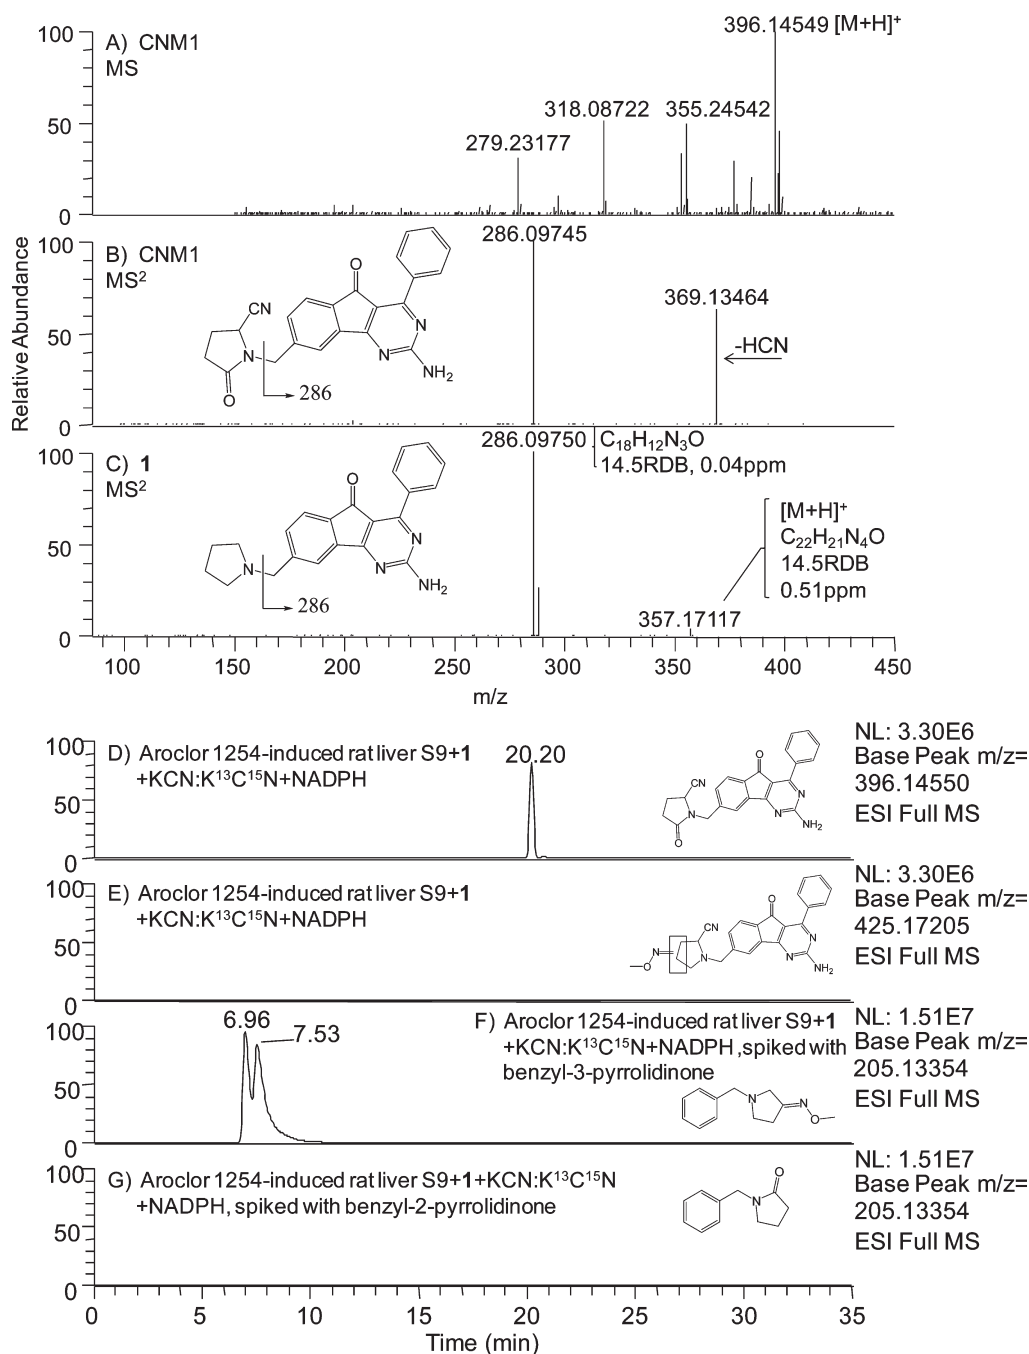 Relative Abundance
A) CNM1
MS
100
50
0
279.23177
318.08722
355.24542
396.14549 [M+H]+
B) CNM1
MS2
100
50
0
286.09745
369.13464
-HCN
O
CN
N
O
N
N
NH2
286
C) 1
MS2
100
50
0
286.09750
C18H12N3O
14.5RDB, 0.04ppm
[M+H]+
C22H21N4O
14.5RDB
0.51ppm
357.17117
O
N
N
N
NH2
286
100 150 200 250 300 350 400 450
m/z
D) Aroclor 1254-induced rat liver S9+1
+KCN:K13C15N+NADPH
100
50
0
20.20
O
CN
N
O
N
N
NH2
NL: 3.30E6
Base Peak m/z=
396.14550
ESI Full MS
E) Aroclor 1254-induced rat liver S9+1
+KCN:K13C15N+NADPH
100
50
0
O
CN
N
O
N
N
N
NH2
NL: 3.30E6
Base Peak m/z=
425.17205
ESI Full MS
100
50
0
6.96
7.53
F) Aroclor 1254-induced rat liver S9+1
+KCN:K13C15N+NADPH ,spiked with
benzyl-3-pyrrolidinone
N
N
O
NL: 1.51E7
Base Peak m/z=
205.13354
ESI Full MS
G) Aroclor 1254-induced rat liver S9+1+KCN:K13C15N
+NADPH, spiked with benzyl-2-pyrrolidinone
100
50
0
O
N
NL: 1.51E7
Base Peak m/z=
205.13354
ESI Full MS
0 5 10 15 20 25 30 35
Time (min)